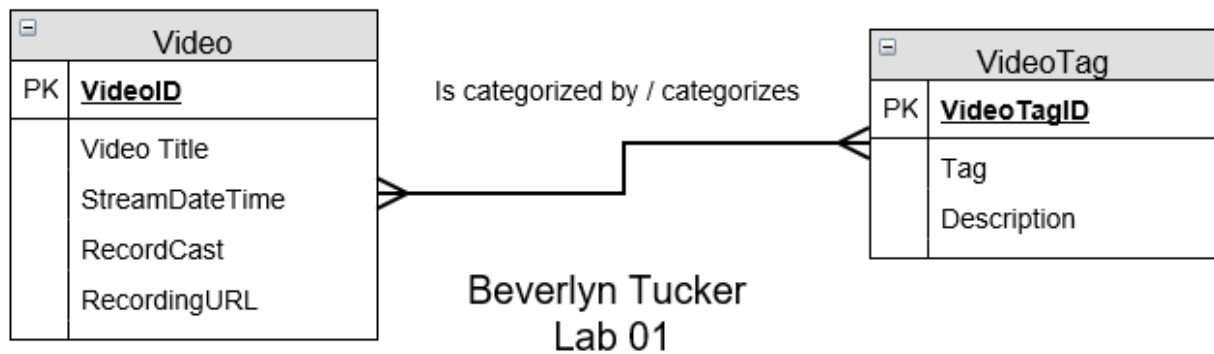 Video
PK VideoID
Video Title
StreamDateTime
RecordCast
RecordingURL
Is categorized by / categorizes
VideoTag
PK VideoTagID
Tag
Description
Beverlyn Tucker
Lab 01